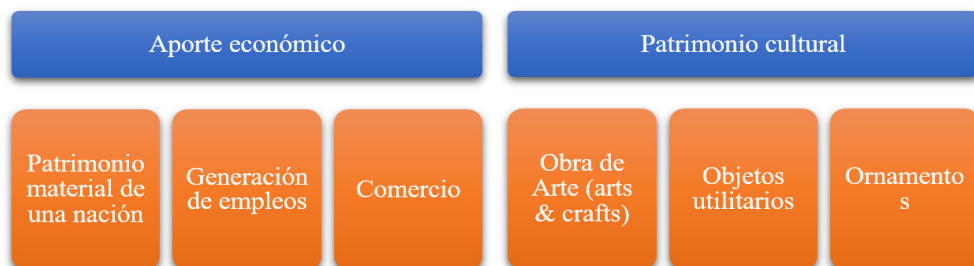 Aporte económico
Patrimonio cultural
Patrimonio
material de
una nación
Generación
de empleos
Comercio
Obra de
Arte (arts
& crafts)
Objetos
utilitarios
Ornamento
s